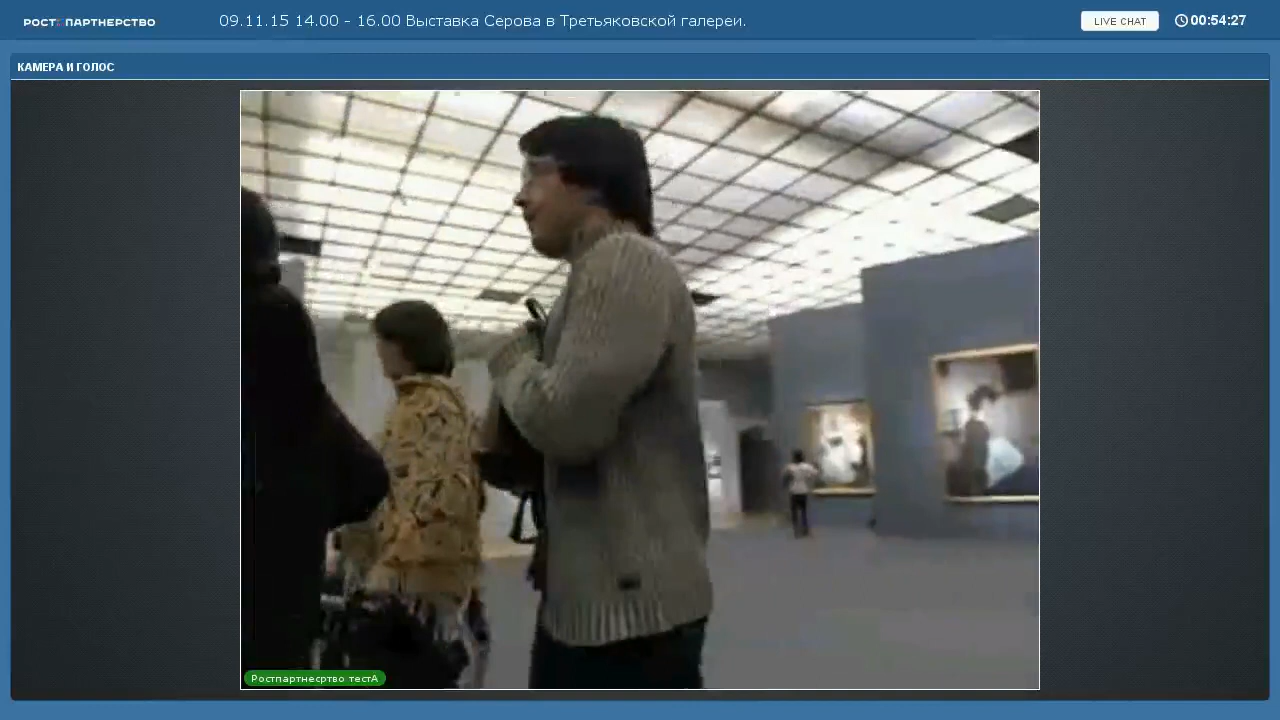 РОСТ ПАРТНЕРСТВО
09.11.15 14.00 - 16.00 Выставка Серова в Третьяковской галереи.
LIVE CHAT
00:54:27
КАМЕРА И ГОЛОС
Ростпартнесртво тестА